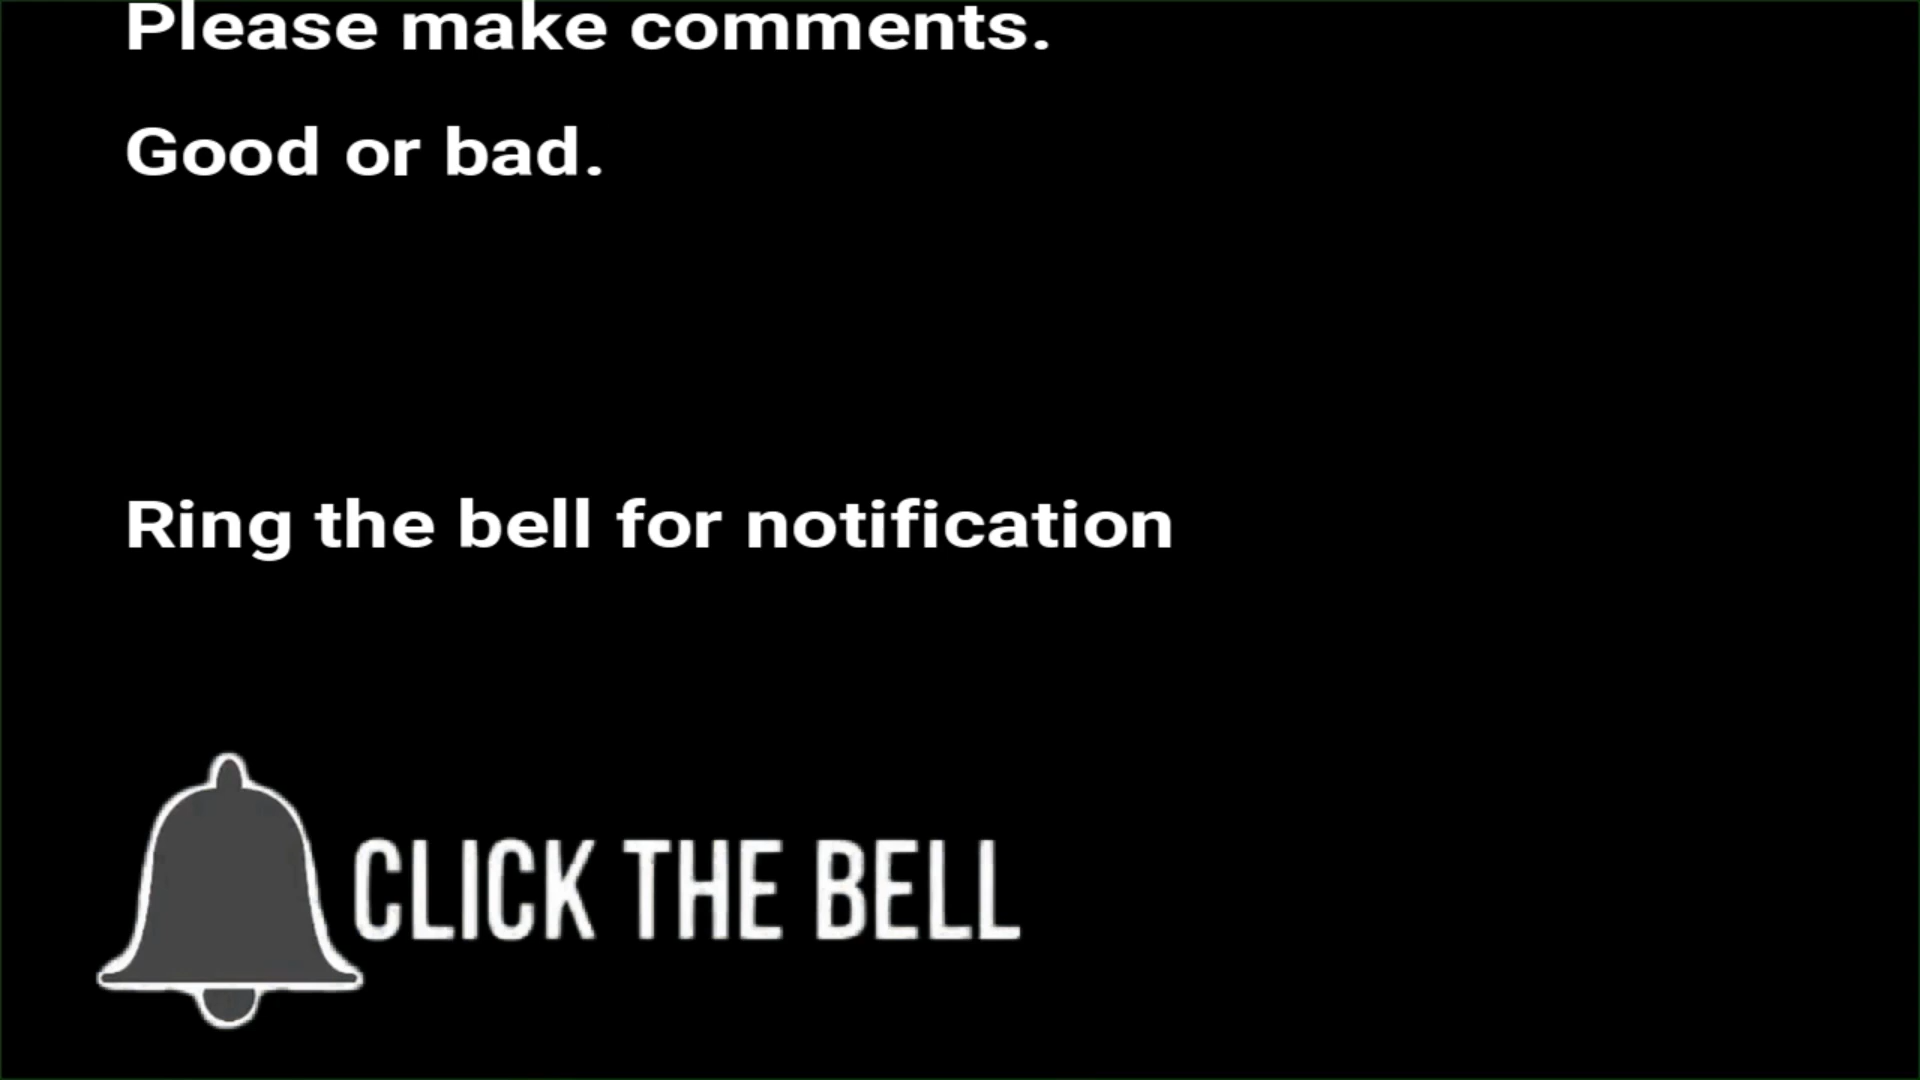 Please make comments.
Good or bad.
Ring the bell for notification
CLICK THE BELL